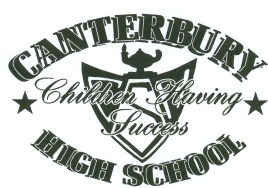 CANTERBURY
Children Having
Success
HIGH SCHOOL